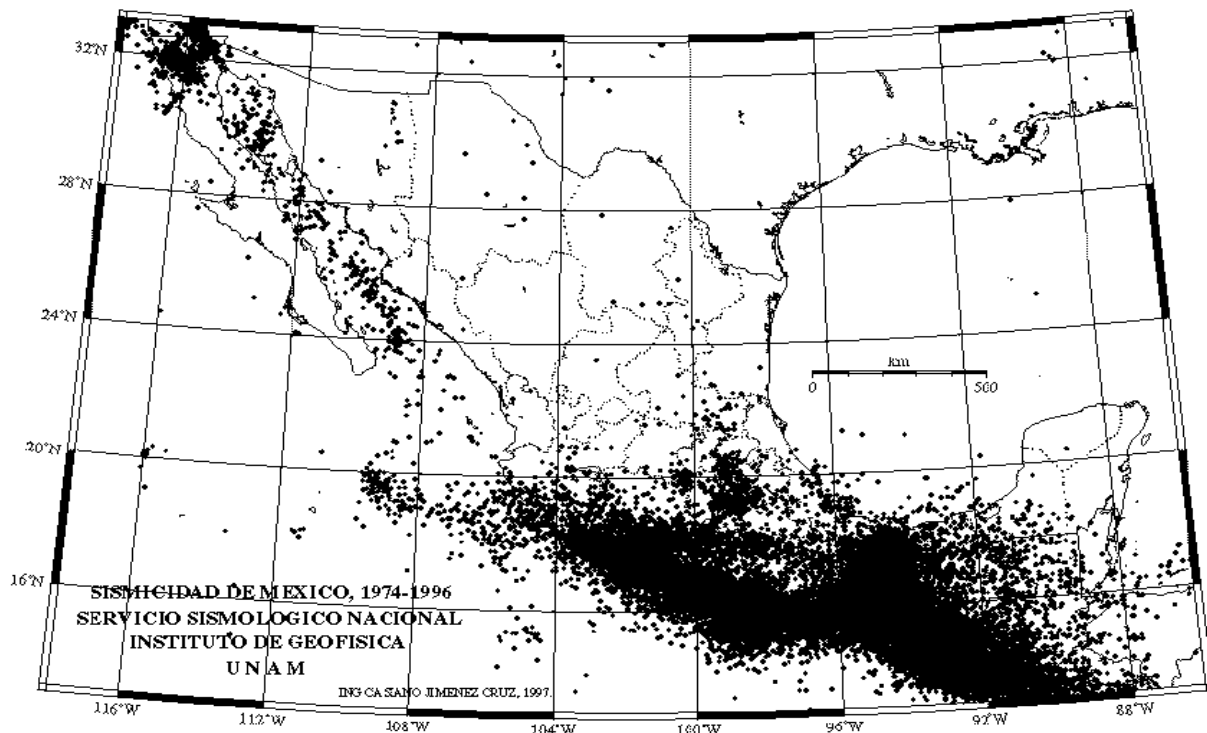 32°N
28°N
24°N
20°N
16°N
km
0 500
SISMICIDAD DE MEXICO, 1974-1996
SERVICIO SISMOLOGICO NACIONAL
INSTITUTO DE GEOFISICA
U N A M
ING CASANO JIMENEZ CRUZ, 1997.
116°W 112°W 108°W 104°W 100°W 96°W 92°W 88°W